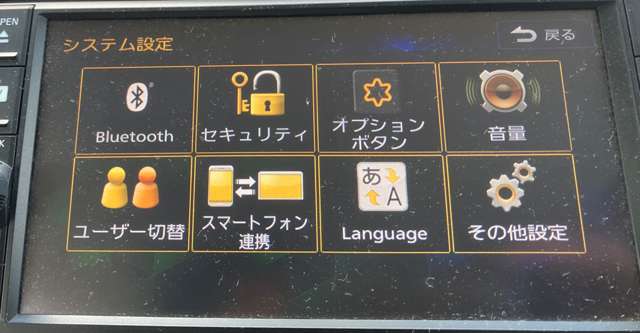 OPEN
システム設定
戻る
Bluetooth
セキュリティ
オプション
ボタン
音量
ユーザー切替
スマートフォン
連携
あ
A
Language
その他設定